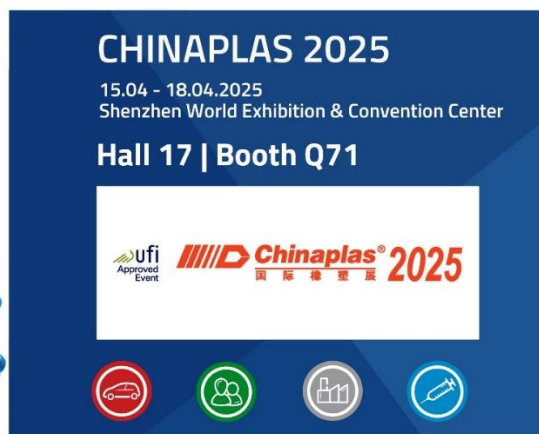 CHINAPLAS 2025
15.04 - 18.04.2025
Shenzhen World Exhibition & Convention Center
Hall 17 | Booth Q71
ufi
Approved
Event
Chinaplas® 2025
国际橡塑展